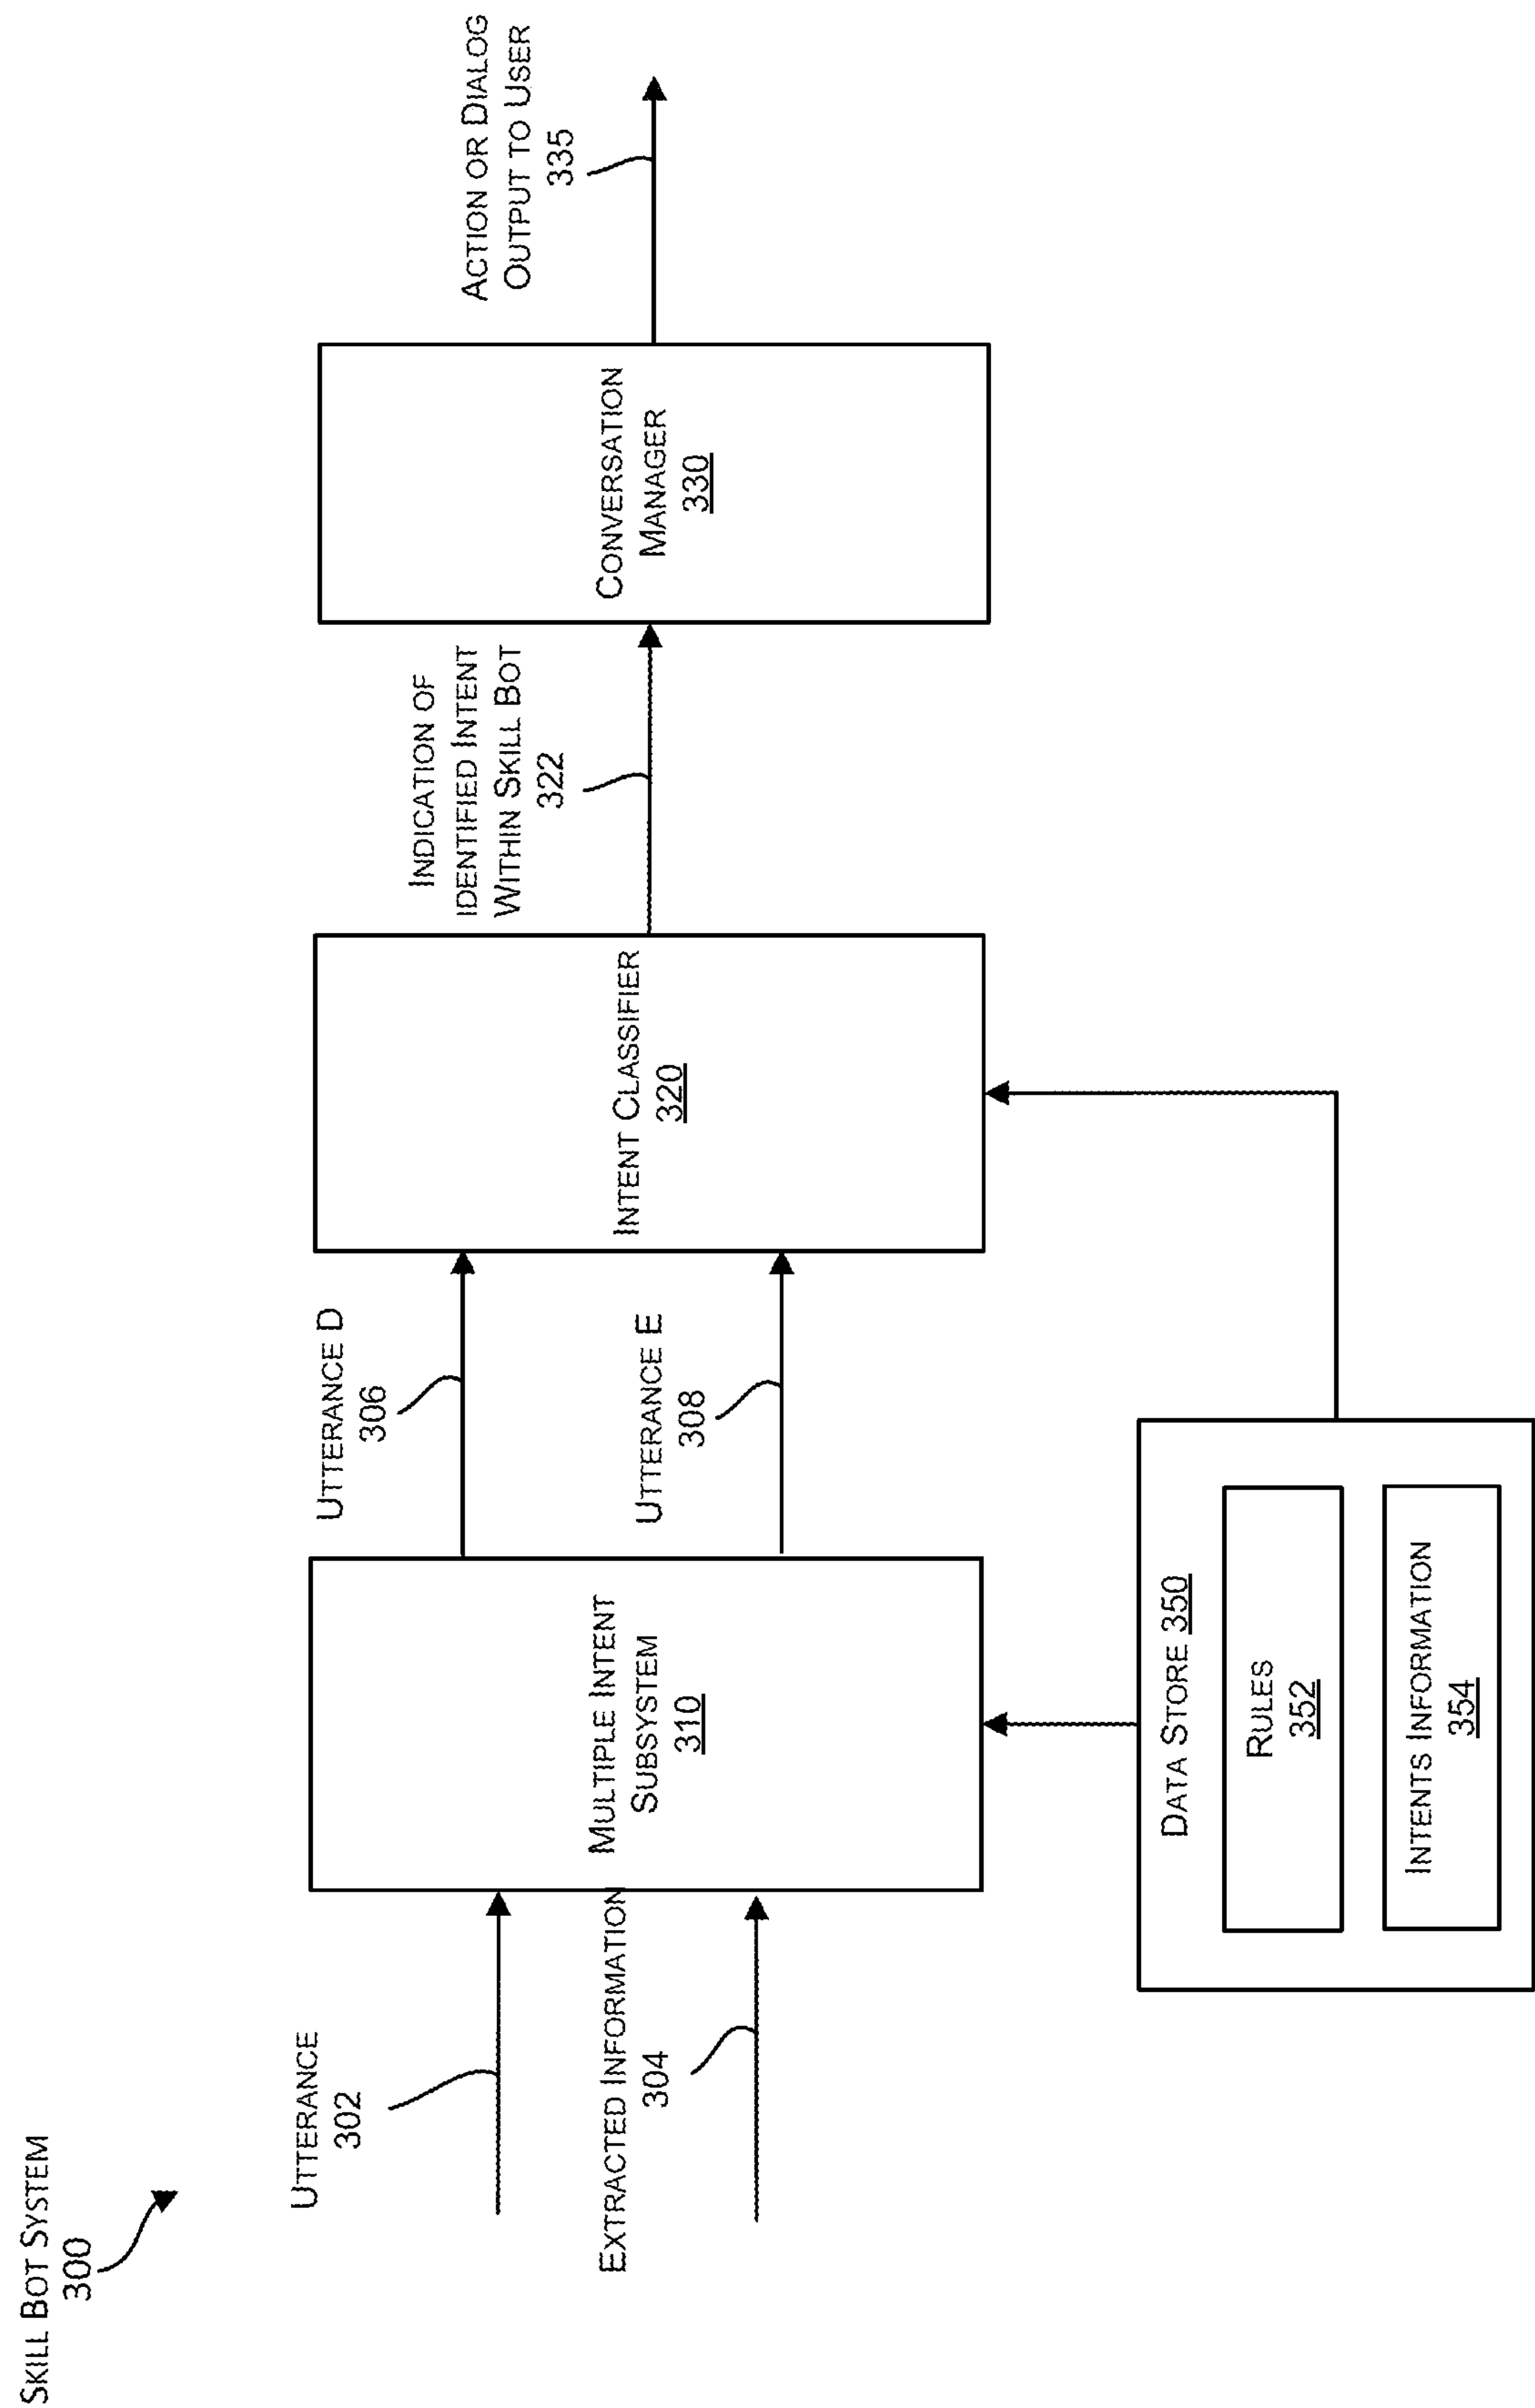 SKILL BOT SYSTEM
300
UTTERANCE
302
EXTRACTED INFORMATION
304
MULTIPLE INTENT
SUBSYSTEM
310
UTTERANCE D
306
UTTERANCE E
308
INTENT CLASSIFIER
320
INDICATION OF
IDENTIFIED INTENT
WITHIN SKILL BOT
322
CONVERSATION
MANAGER
330
ACTION OR DIALOG
OUTPUT TO USER
335
DATA STORE 350
RULES
352
INTENTS INFORMATION
354